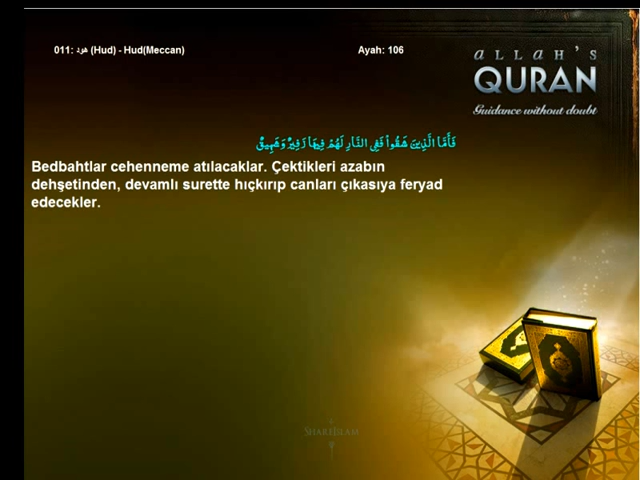 011: هود (Hud) - Hud(Meccan) Ayah: 106
ALLAH'S
QURAN
Guidance without doubt
فَأَمَّا الَّذِينَ شَقُوا۟ فَفِى النَّارِ لَهُمْ فِيهَا زَفِيرٌ وَشَهِيقٌ
Bedbahtlar cehenneme atılacaklar. Çektikleri azabın
dehşetinden, devamlı surette hıçkırıp canları çıkasıya feryad
edecekler.
SHARIISLAM